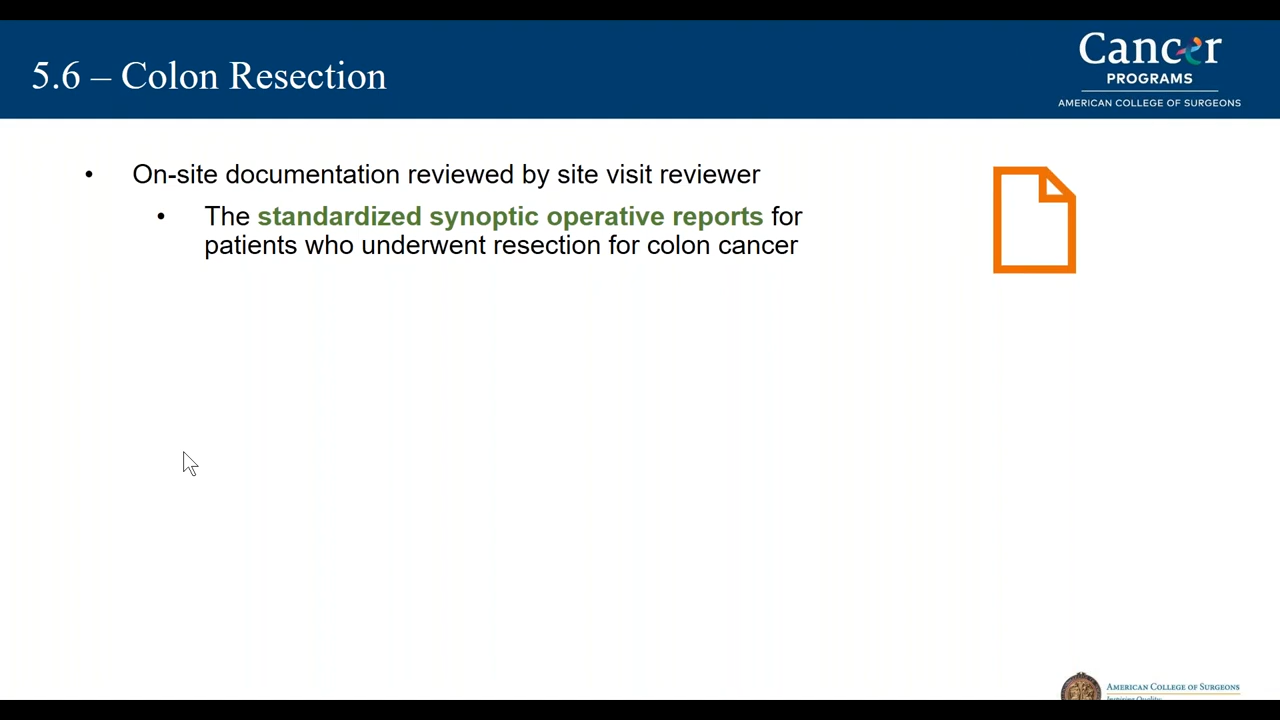 5.6 – Colon Resection
Cancer
PROGRAMS
AMERICAN COLLEGE OF SURGEONS
• On-site documentation reviewed by site visit reviewer
• The standardized synoptic operative reports for
patients who underwent resection for colon cancer
AMERICAN COLLEGE OF SURGEONS